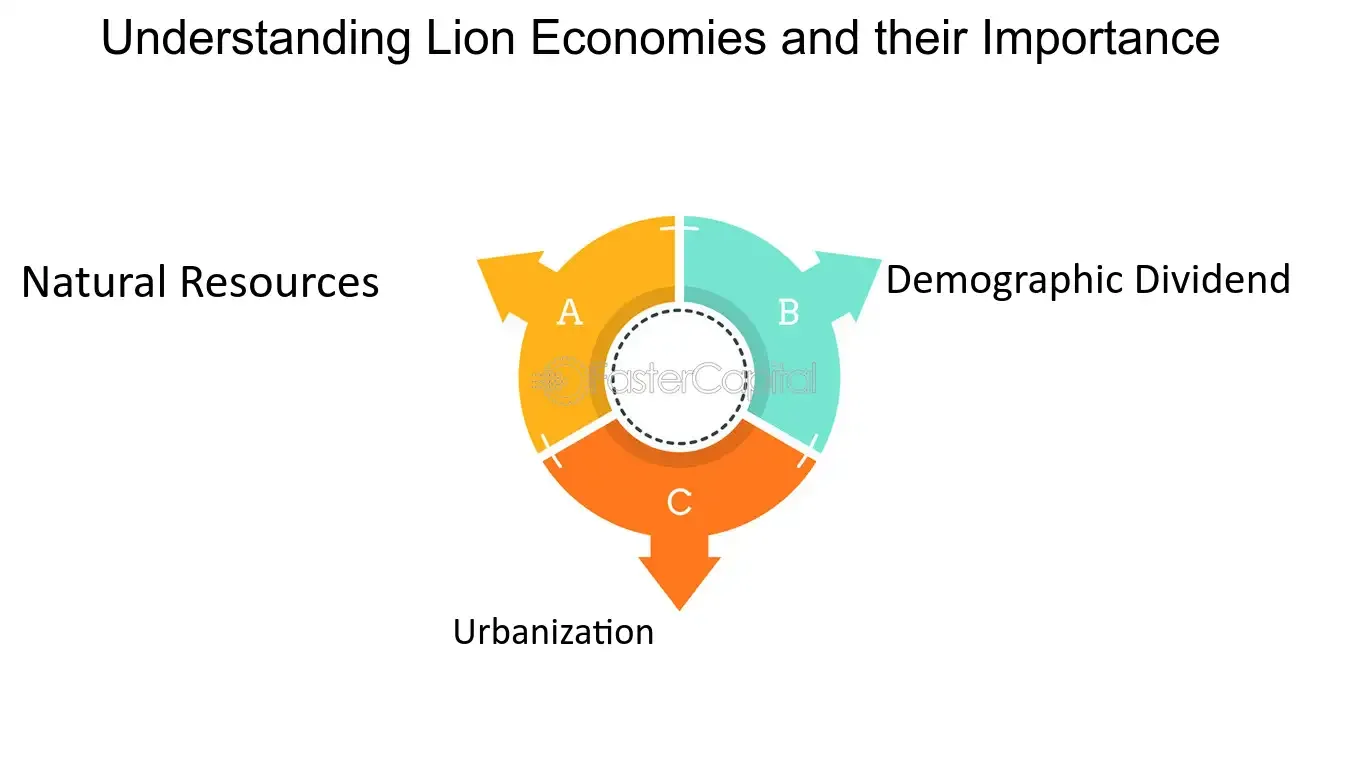 Understanding Lion Economies and their Importance
Natural Resources
Demographic Dividend
A
B
FasterCapital
C
Urbanization